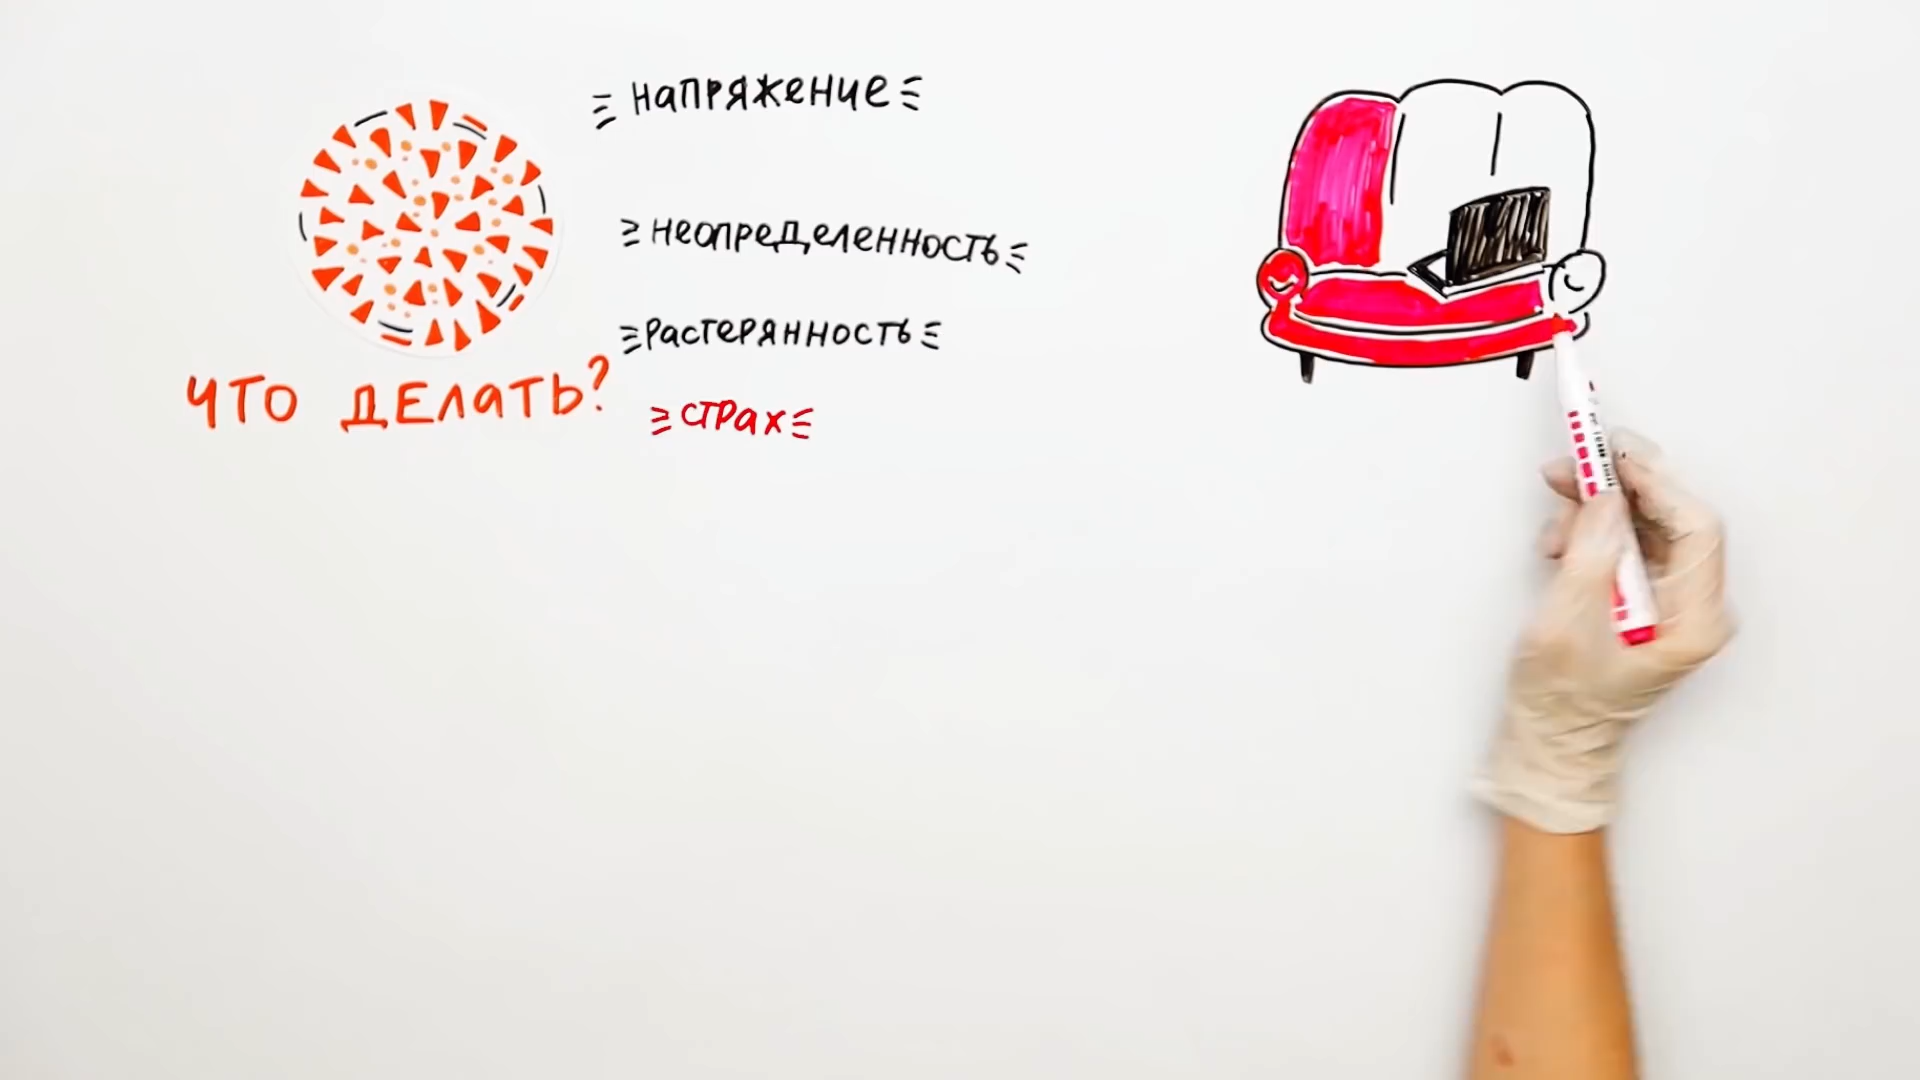 напряжение
неопределенность
растерянность
что делать?
страх